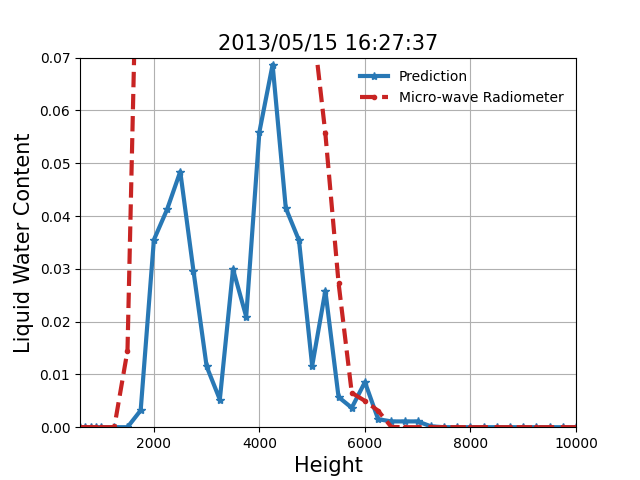 2013/05/15 16:27:37
Liquid Water Content
0.07
0.06
0.05
0.04
0.03
0.02
0.01
0.00
Prediction
Micro-wave Radiometer
2000 4000 6000 8000 10000
Height